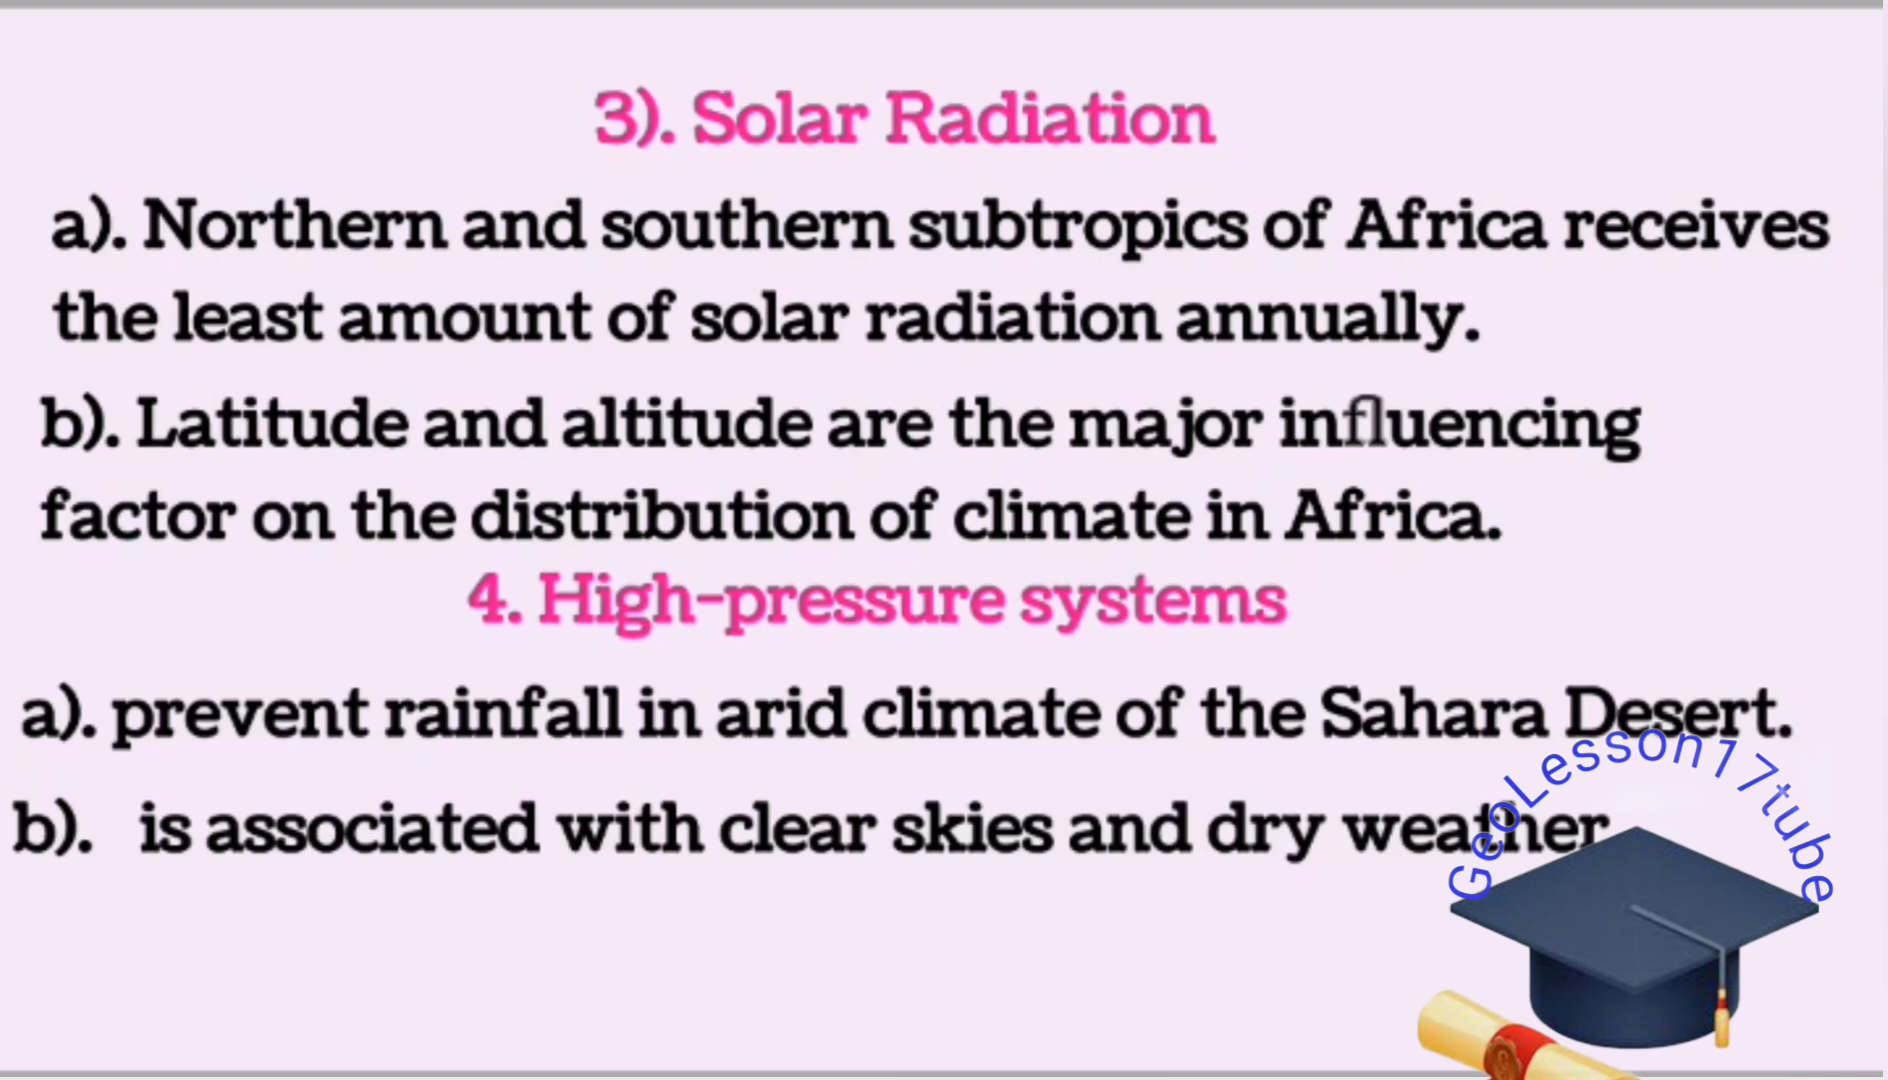 3). Solar Radiation
a). Northern and southern subtropics of Africa receives
the least amount of solar radiation annually.
b). Latitude and altitude are the major influencing
factor on the distribution of climate in Africa.
4. High-pressure systems
a). prevent rainfall in arid climate of the Sahara Desert.
b). is associated with clear skies and dry weather
GeoLesson17tube